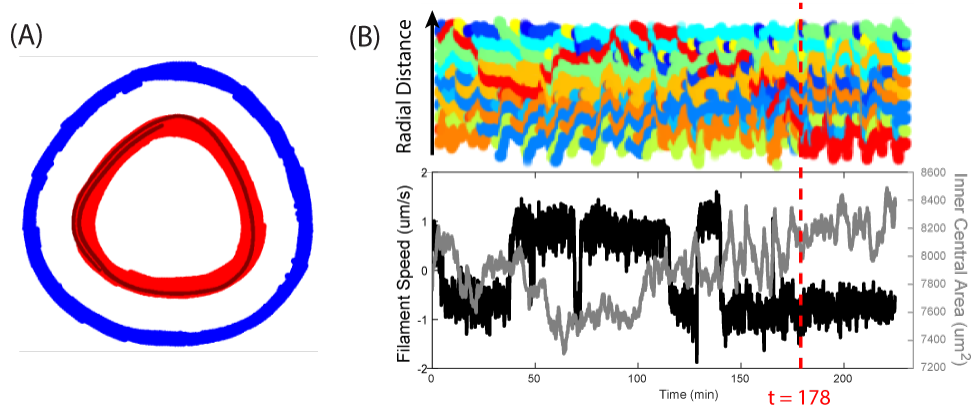 (A)
(B)
Radial Distance
Filament Speed (um/s)
2
1
0
-1
-2
8600
8400
8200
8000
7800
7600
7400
7200
Inner Central Area (um²)
0
50
100
150
200
Time (min)
t = 178